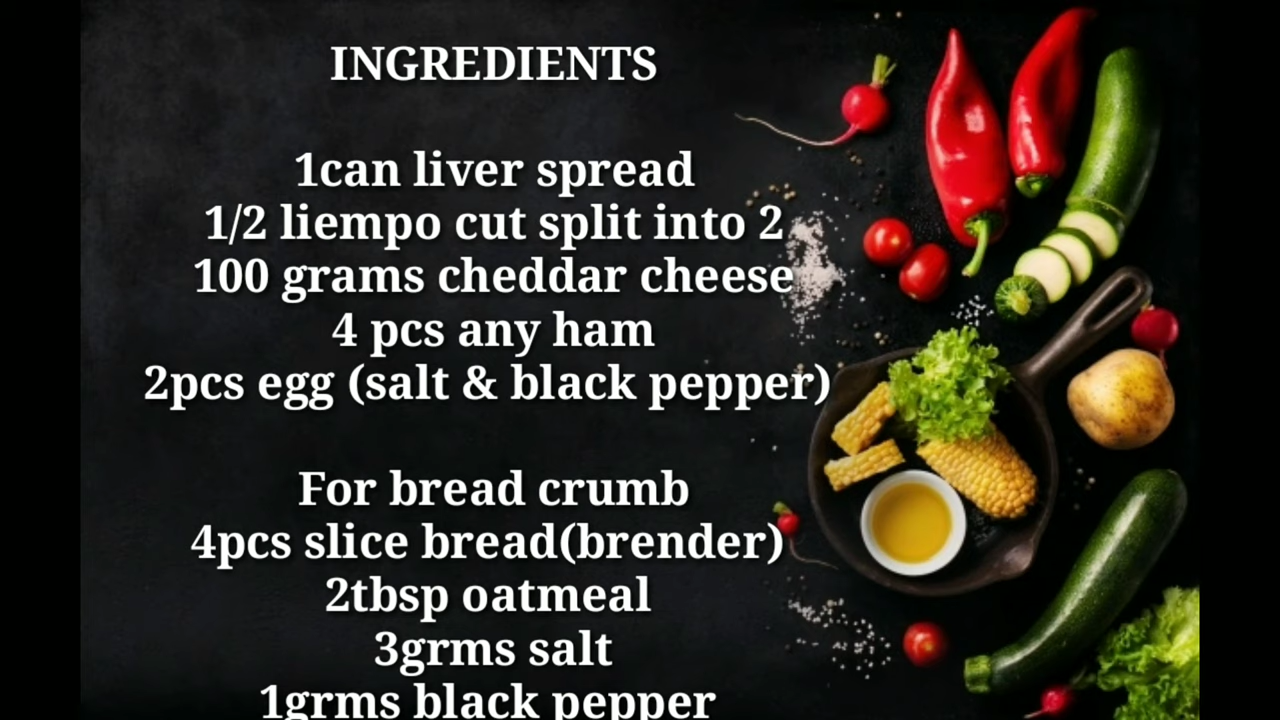 INGREDIENTS
1can liver spread
1/2 liempo cut split into 2
100 grams cheddar cheese
4 pcs any ham
2pcs egg (salt & black pepper)
For bread crumb
4pcs slice bread(brender)
2tbsp oatmeal
3grms salt
1grms black pepper